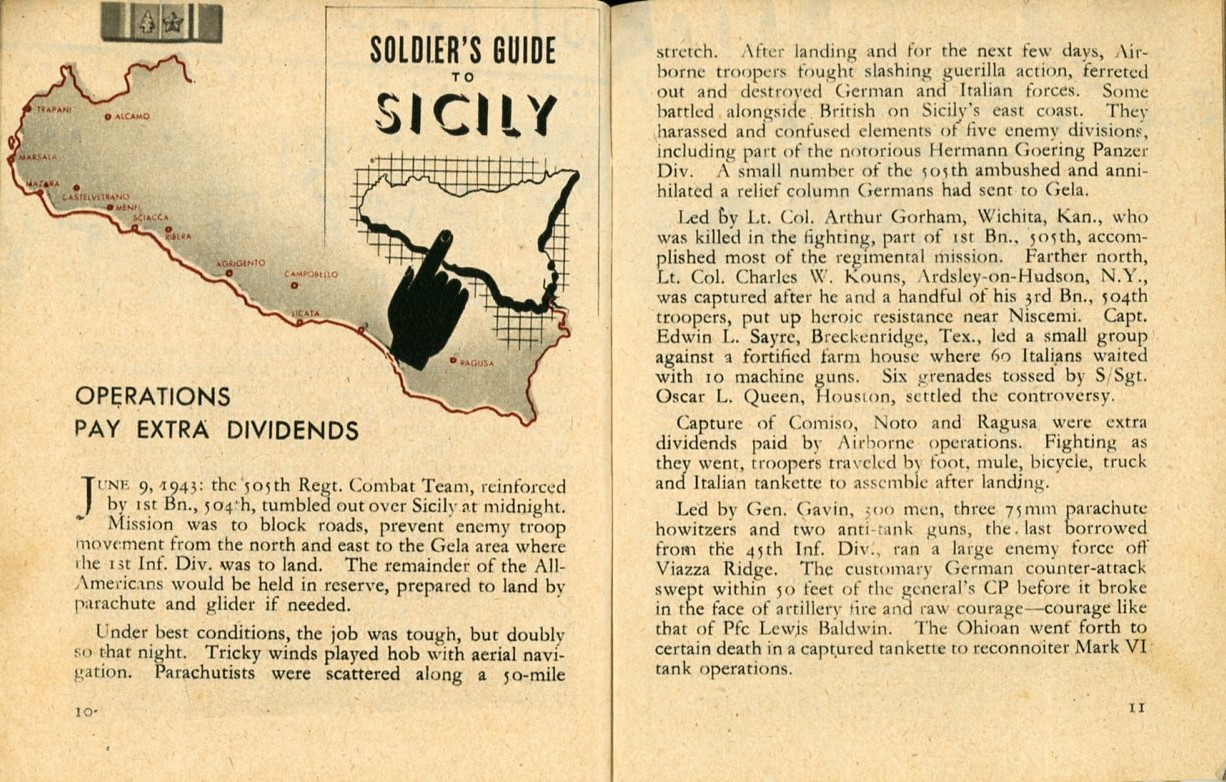 SOLDIER'S GUIDE
TO
SICILY
TRAPANI
ALCAMO
MARSALA
MAZARA
CASTELVETRANO
MENFI
SCIACCA
RIBERA
AGRIGENTO
CAMPOBELLO
LICATA
RAGUSA
OPERATIONS
PAY EXTRA DIVIDENDS
JUNE 9, 1943: the 505th Regt. Combat Team, reinforced
by 1st Bn., 504th, tumbled out over Sicily at midnight.
Mission was to block roads, prevent enemy troop
movement from the north and east to the Gela area where
the 1st Inf. Div. was to land. The remainder of the All-
Americans would be held in reserve, prepared to land by
parachute and glider if needed.
Under best conditions, the job was tough, but doubly
so that night. Tricky winds played hob with aerial navi-
gation. Parachutists were scattered along a 50-mile
10
stretch. After landing and for the next few days, Air-
borne troopers fought slashing guerilla action, ferreted
out and destroyed German and Italian forces. Some
battled alongside British on Sicily's east coast. They
harassed and confused elements of five enemy divisions,
including part of the notorious Hermann Goering Panzer
Div. A small number of the 505th ambushed and anni-
hilated a relief column Germans had sent to Gela.
Led by Lt. Col. Arthur Gorham, Wichita, Kan., who
was killed in the fighting, part of 1st Bn., 505th, accom-
plished most of the regimental mission. Farther north,
Lt. Col. Charles W. Kouns, Ardsley-on-Hudson, N.Y.,
was captured after he and a handful of his 3rd Bn., 504th
troopers, put up heroic resistance near Niscemi. Capt.
Edwin L. Sayre, Breckenridge, Tex., led a small group
against a fortified farm house where 60 Italians waited
with 10 machine guns. Six grenades tossed by S/Sgt.
Oscar L. Queen, Houston, settled the controversy.
Capture of Comiso, Noto and Ragusa were extra
dividends paid by Airborne operations. Fighting as
they went, troopers traveled by foot, mule, bicycle, truck
and Italian tankette to assemble after landing.
Led by Gen. Gavin, 300 men, three 75mm parachute
howitzers and two anti-tank guns, the last borrowed
from the 45th Inf. Div., ran a large enemy force off
Viazza Ridge. The customary German counter-attack
swept within 50 feet of the general's CP before it broke
in the face of artillery fire and raw courage—courage like
that of Pfc Lewis Baldwin. The Ohioan went forth to
certain death in a captured tankette to reconnoiter Mark VI
tank operations.
11